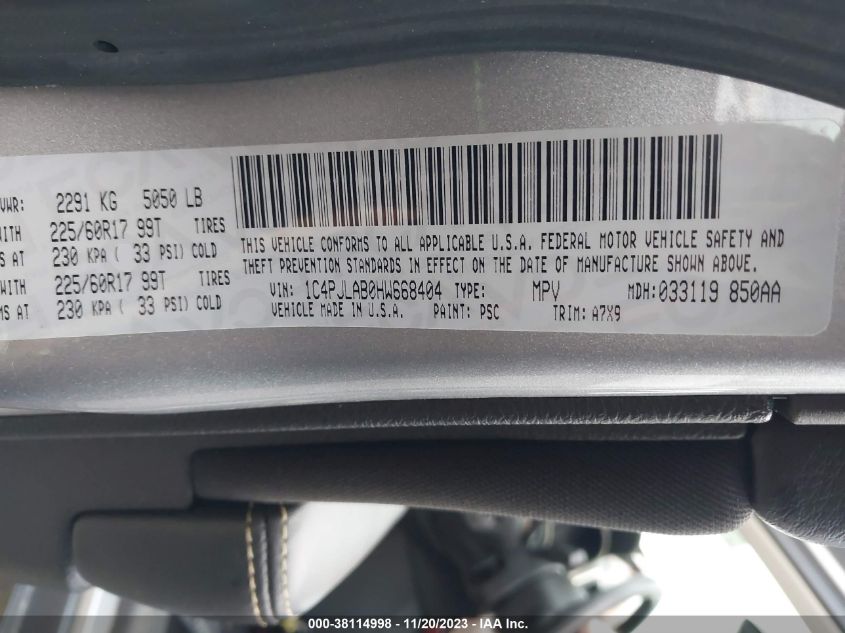 VWR: 2291 KG 5050 LB
WITH 225/60R17 99T TIRES
S AT 230 KPA ( 33 PSI) COLD
WITH 225/60R17 99T TIRES
MS AT 230 KPA ( 33 PSI) COLD
THIS VEHICLE CONFORMS TO ALL APPLICABLE U.S.A. FEDERAL MOTOR VEHICLE SAFETY AND
THEFT PREVENTION STANDARDS IN EFFECT ON THE DATE OF MANUFACTURE SHOWN ABOVE.
VIN: 1C4PJLAB0HW668404 TYPE: MPV MDH:033119 850AA
VEHICLE MADE IN U.S.A. PAINT: PSC TRIM: A7X9
000-38114998 - 11/20/2023 - IAA Inc.